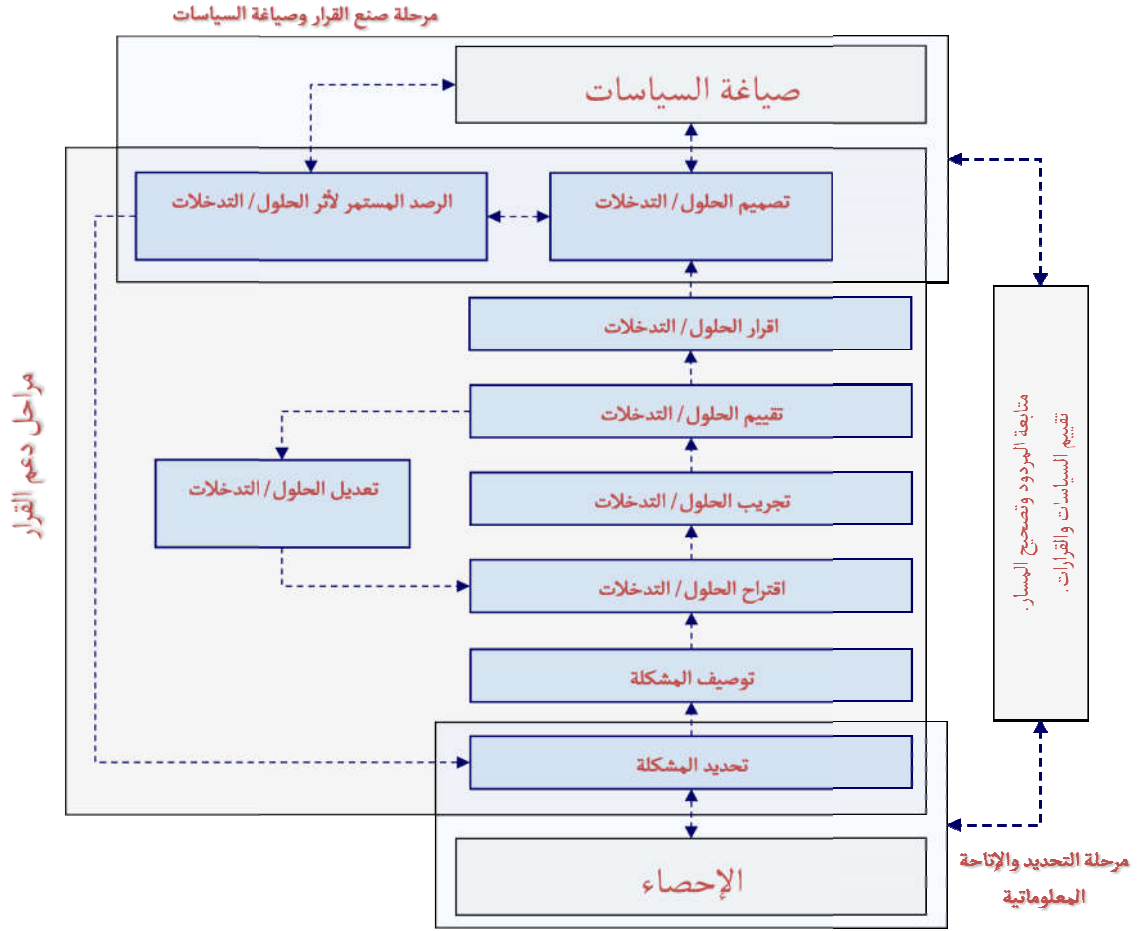 مرحلة صنع القرار وصياغة السياسات
صياغة السياسات
تصميم الحلول/ التدخلات
الرصد المستمر لأثر الحلول/ التدخلات
اقرار الحلول/ التدخلات
تقييم الحلول/ التدخلات
تعديل الحلول/ التدخلات
تجريب الحلول/ التدخلات
اقتراح الحلول/ التدخلات
توصيف المشكلة
تحديد المشكلة
الإحصاء
مراحل دعم القرار
متابعة المردود وتصحيح المسار.
تقييم السياسات والقرارات.
مرحلة التحديد والإتاحة
المعلوماتية